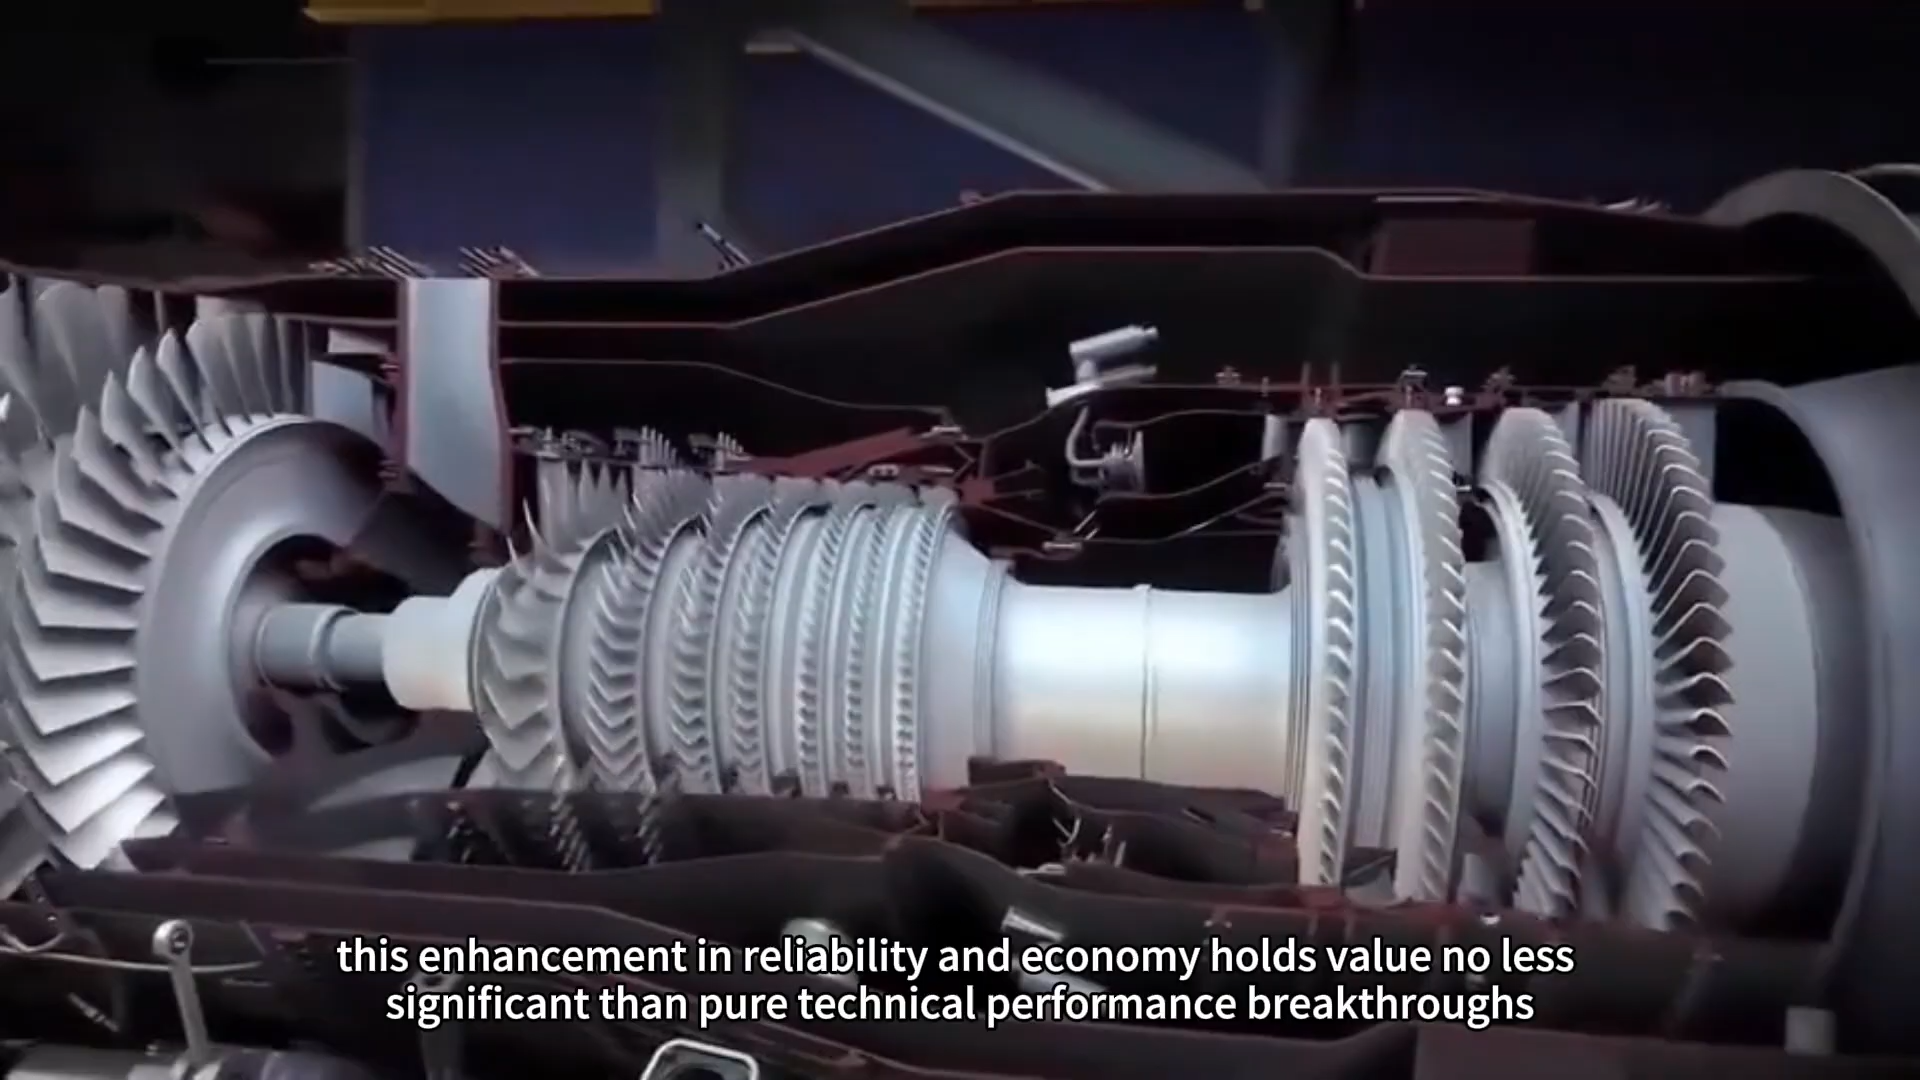 this enhancement in reliability and economy holds value no less
significant than pure technical performance breakthroughs